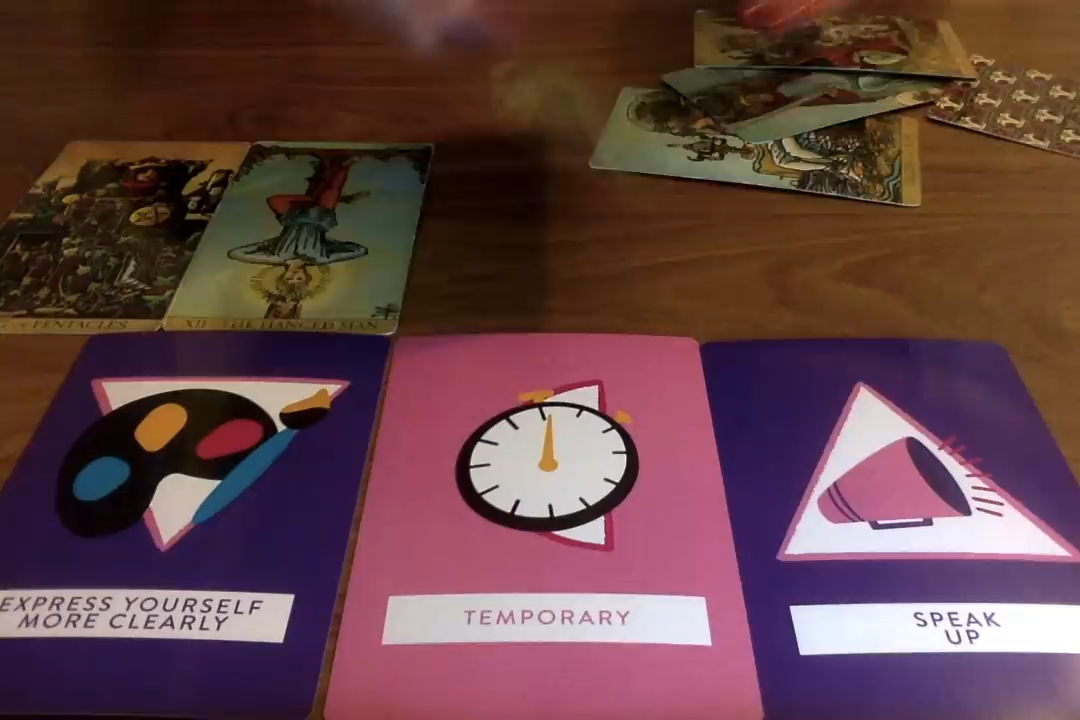 PENTACLES
XII THE HANGED MAN
EXPRESS YOURSELF
MORE CLEARLY
TEMPORARY
SPEAK
UP